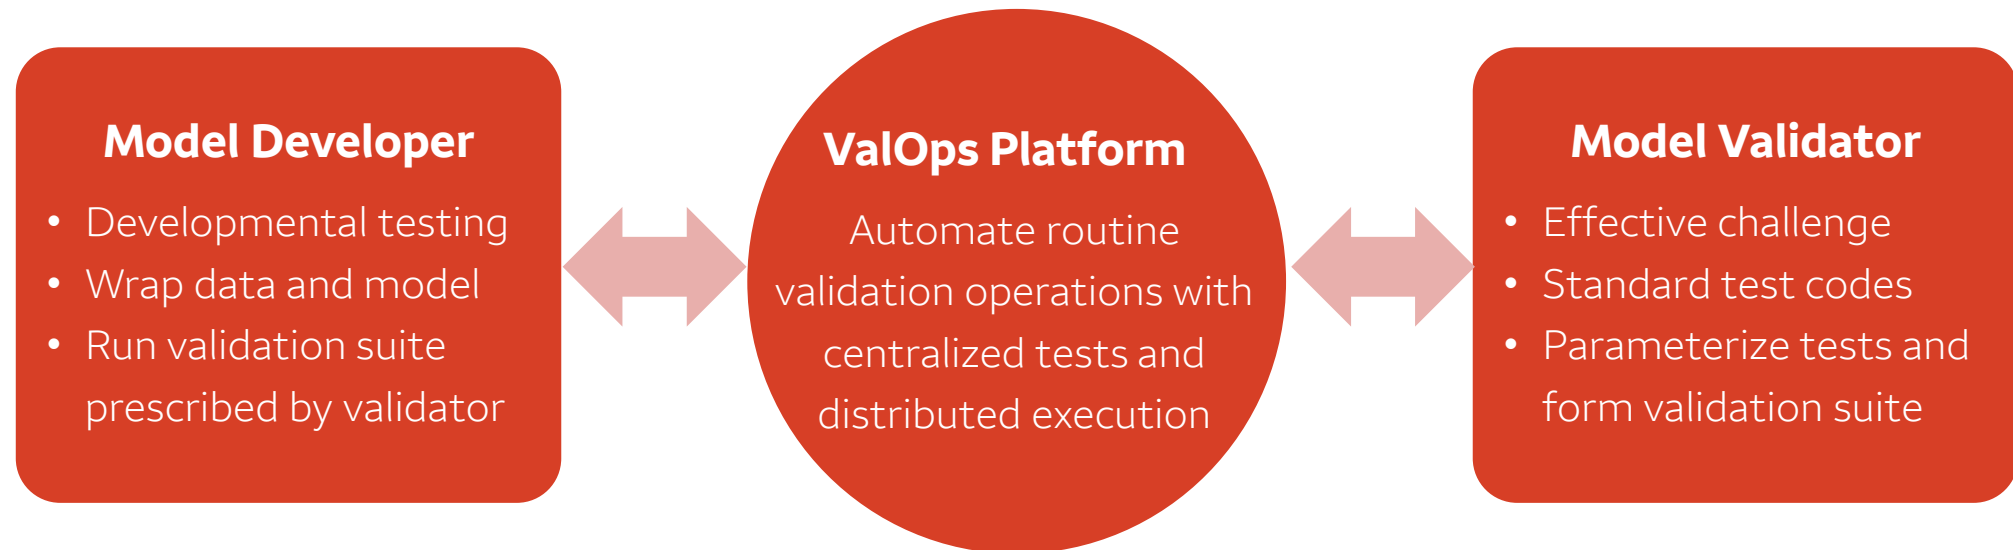 Model Developer
• Developmental testing
• Wrap data and model
• Run validation suite
prescribed by validator
ValOps Platform
Automate routine
validation operations with
centralized tests and
distributed execution
Model Validator
• Effective challenge
• Standard test codes
• Parameterize tests and
form validation suite